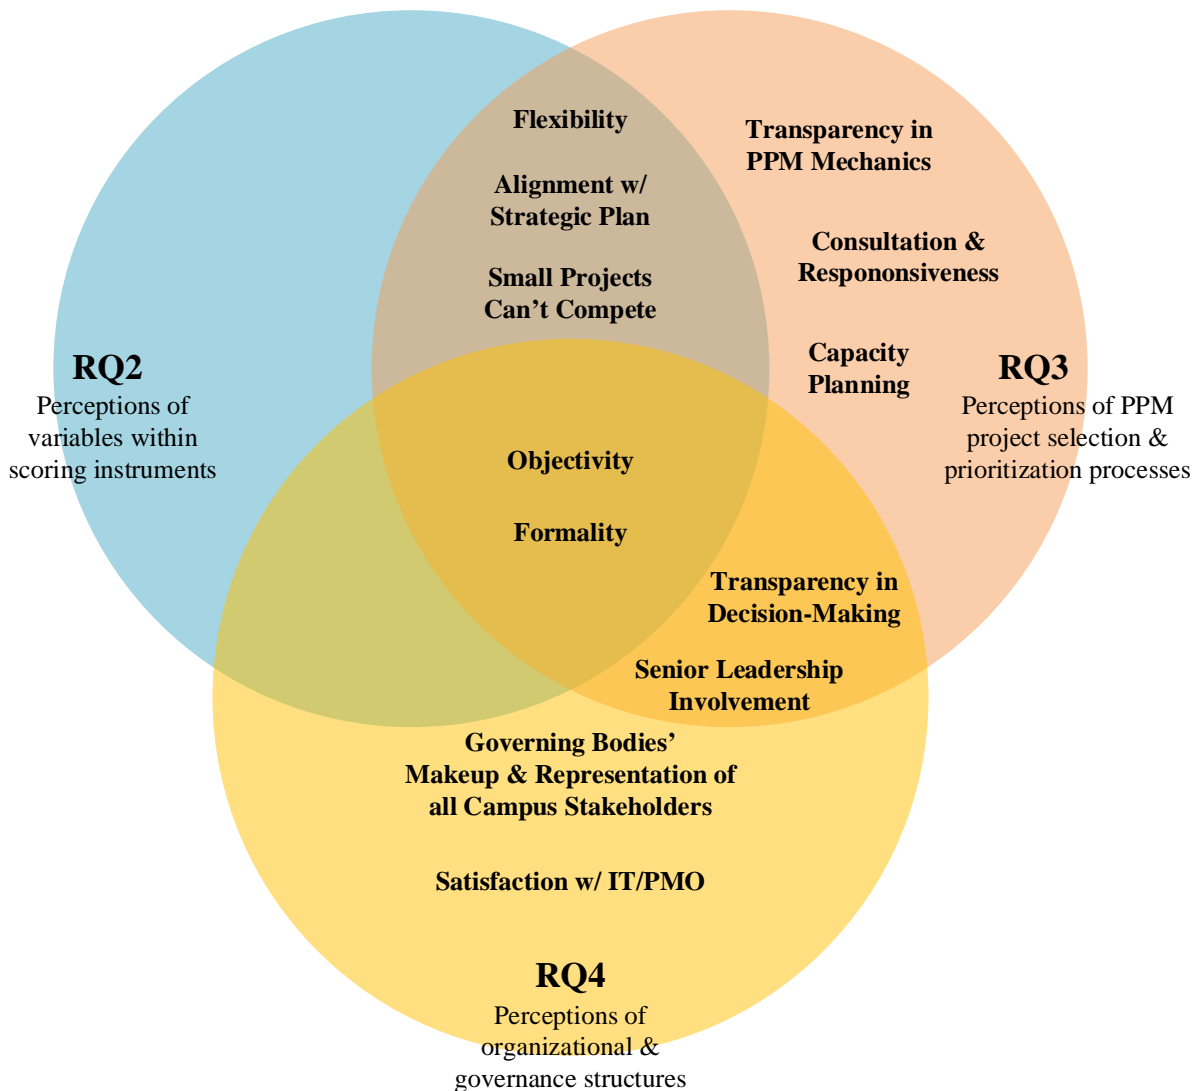 Flexibility
Alignment w/
Strategic Plan
Small Projects
Can’t Compete
Transparency in
PPM Mechanics
Consultation &
Respononsiveness
Capacity
Planning
RQ2
Perceptions of
variables within
scoring instruments
RQ3
Perceptions of PPM
project selection &
prioritization processes
Objectivity
Formality
Transparency in
Decision-Making
Senior Leadership
Involvement
Governing Bodies’
Makeup & Representation of
all Campus Stakeholders
Satisfaction w/ IT/PMO
RQ4
Perceptions of
organizational &
governance structures